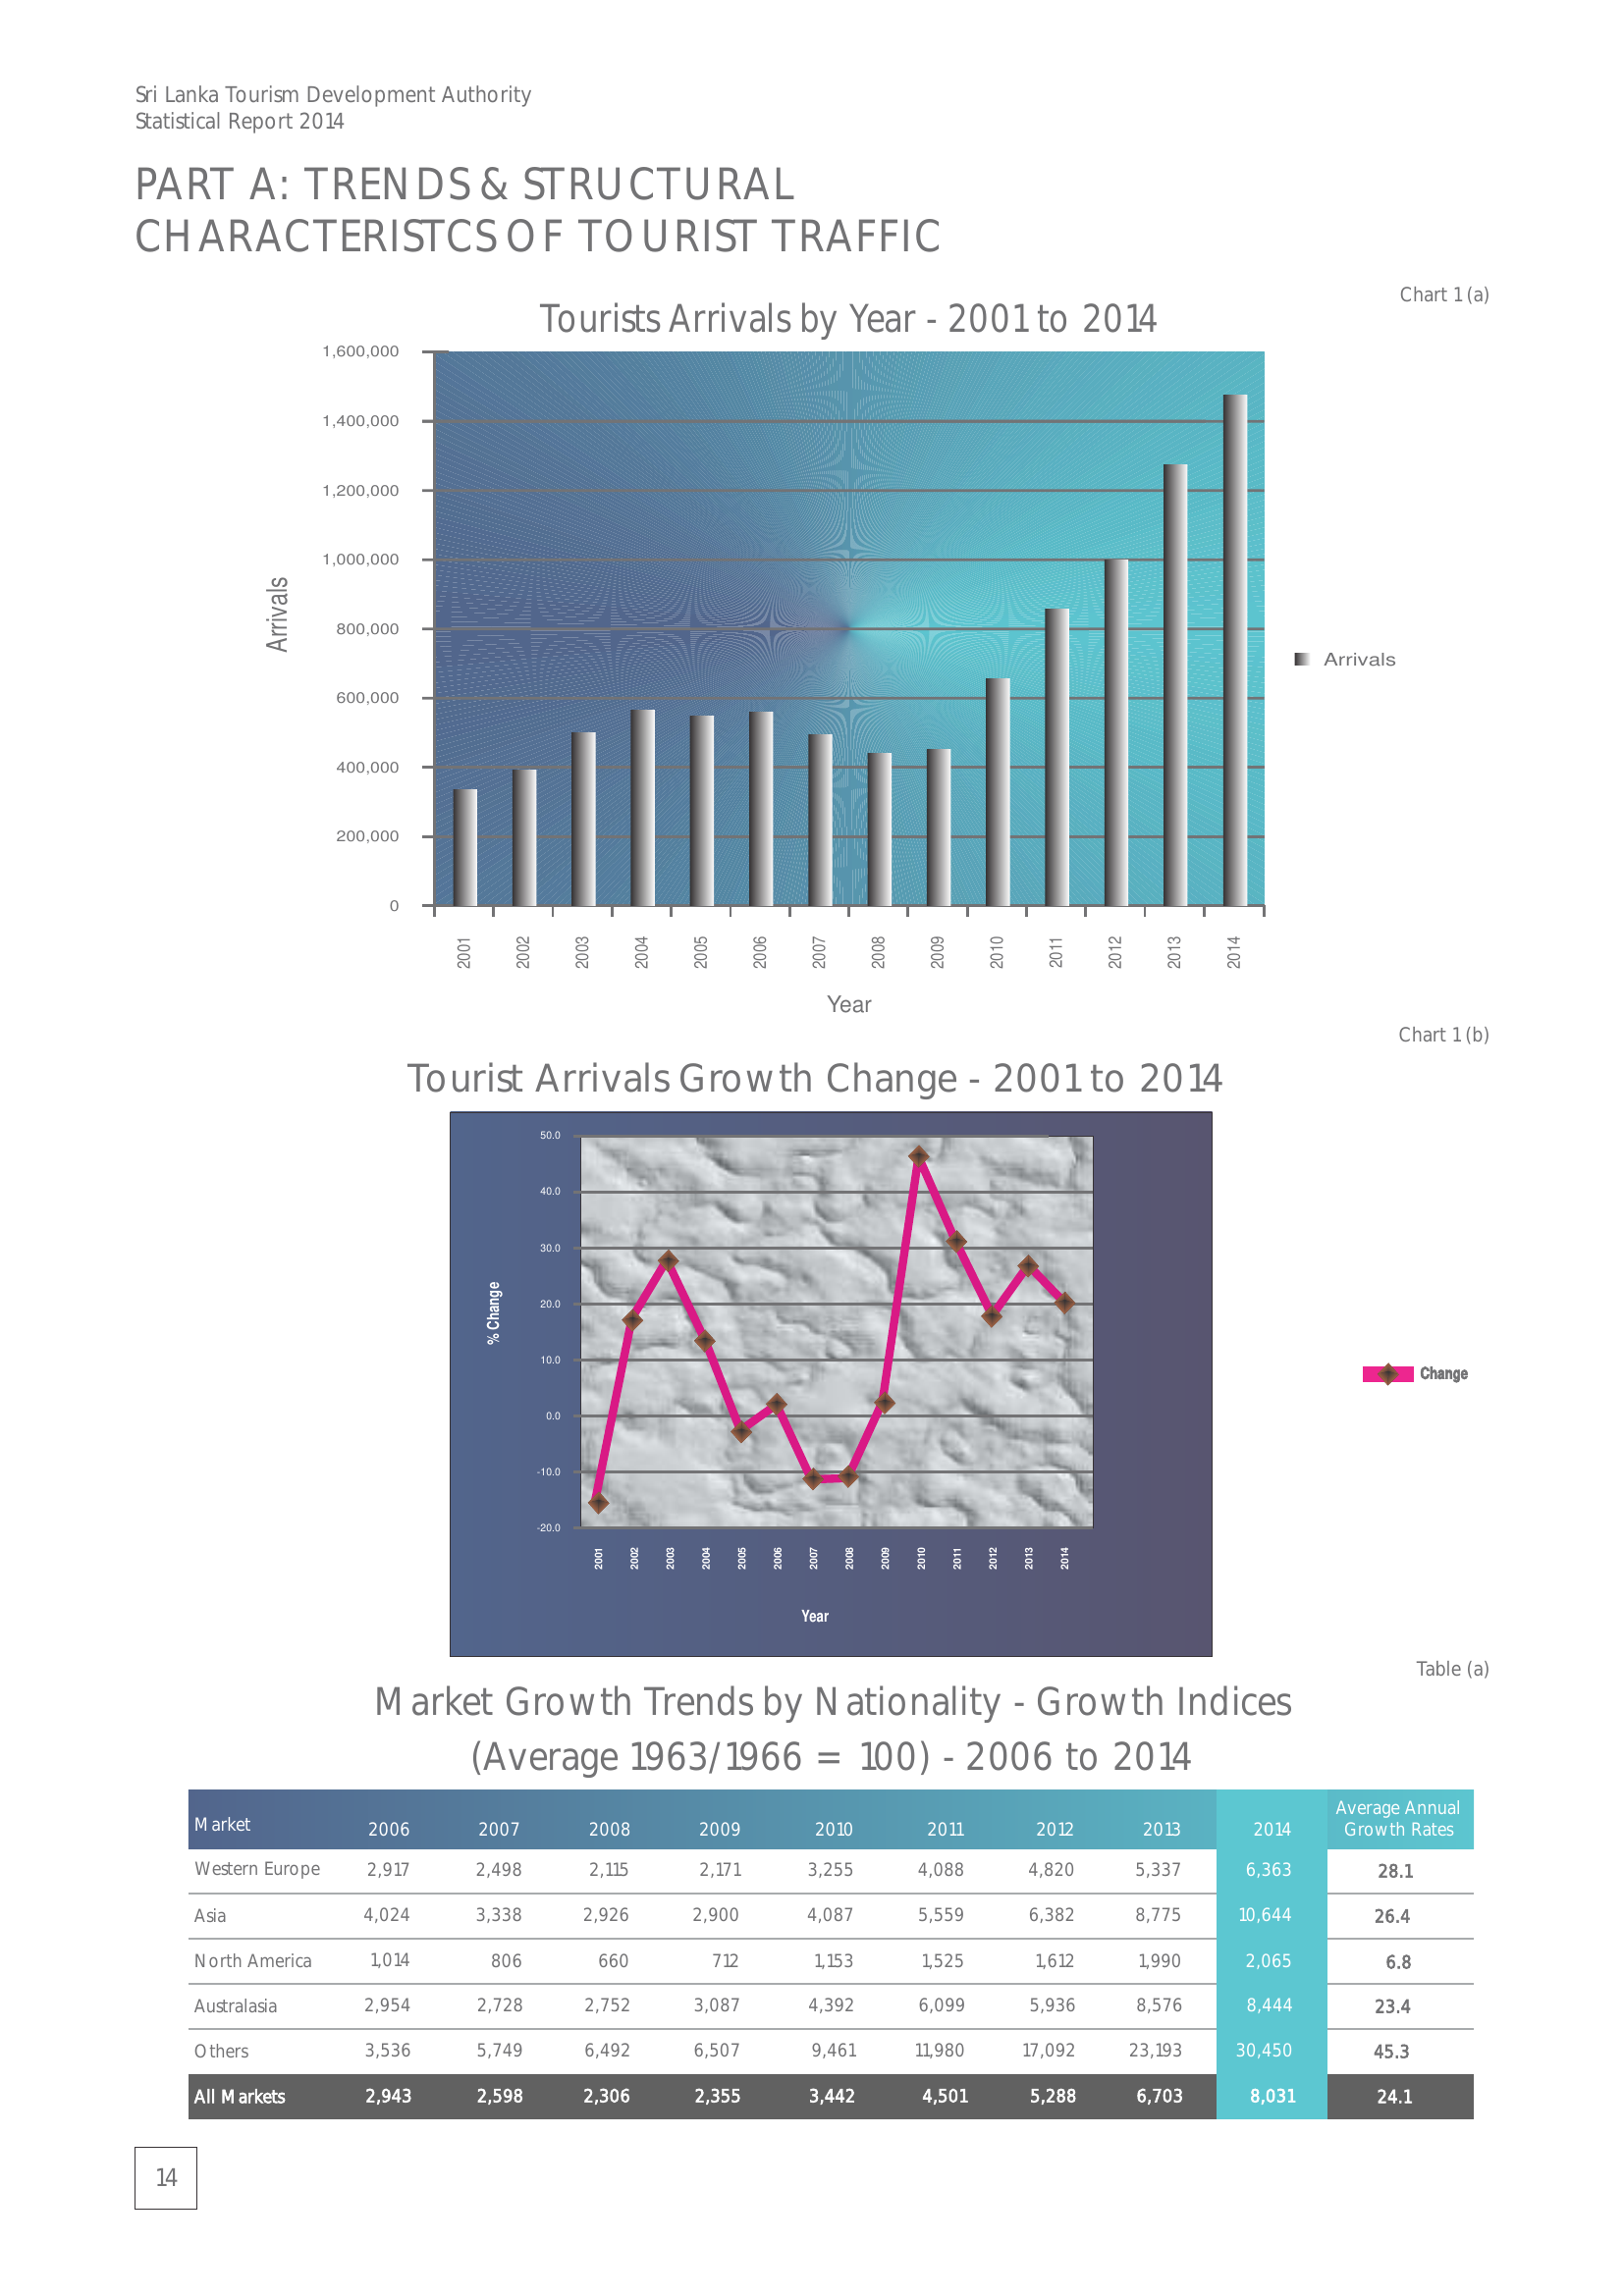 Sri Lanka Tourism Development Authority
Statistical Report 2014
PART A: TRENDS & STRUCTURAL
CHARACTERISTCS OF TOURIST TRAFFIC
Chart 1 (a)
Tourists Arrivals by Year - 2001 to 2014
1,600,000
1,400,000
1,200,000
1,000,000
800,000
600,000
400,000
200,000
0
Arrivals
Arrivals
2001 2002 2003 2004 2005 2006 2007 2008 2009 2010 2011 2012 2013 2014
Year
Chart 1 (b)
Tourist Arrivals Growth Change - 2001 to 2014
50.0
40.0
30.0
20.0
10.0
0.0
-10.0
-20.0
% Change
Change
2001 2002 2003 2004 2005 2006 2007 2008 2009 2010 2011 2012 2013 2014
Year
Table (a)
Market Growth Trends by Nationality - Growth Indices
(Average 1963/1966 = 100) - 2006 to 2014
Market 2006 2007 2008 2009 2010 2011 2012 2013 2014 Average Annual Growth Rates
Western Europe 2,917 2,498 2,115 2,171 3,255 4,088 4,820 5,337 6,363 28.1
Asia 4,024 3,338 2,926 2,900 4,087 5,559 6,382 8,775 10,644 26.4
North America 1,014 806 660 712 1,153 1,525 1,612 1,990 2,065 6.8
Australasia 2,954 2,728 2,752 3,087 4,392 6,099 5,936 8,576 8,444 23.4
Others 3,536 5,749 6,492 6,507 9,461 11,980 17,092 23,193 30,450 45.3
All Markets 2,943 2,598 2,306 2,355 3,442 4,501 5,288 6,703 8,031 24.1
14